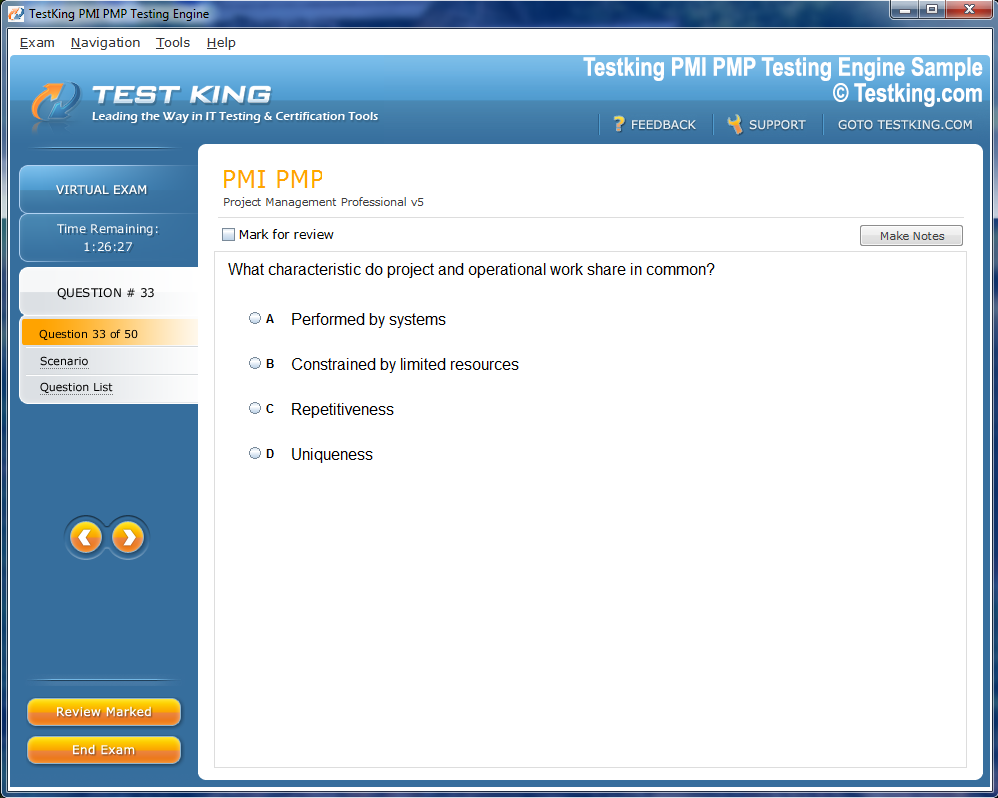 TestKing PMI PMP Testing Engine
Exam Navigation Tools Help
Testking PMI PMP Testing Engine Sample
© Testking.com
TEST KING
Leading the Way in IT Testing & Certification Tools
? FEEDBACK SUPPORT GOTO TESTKING.COM
VIRTUAL EXAM
Time Remaining:
1:26:27
QUESTION # 33
Question 33 of 50
Scenario
Question List
Review Marked
End Exam
PMI PMP
Project Management Professional v5
Mark for review Make Notes
What characteristic do project and operational work share in common?
A Performed by systems
B Constrained by limited resources
C Repetitiveness
D Uniqueness